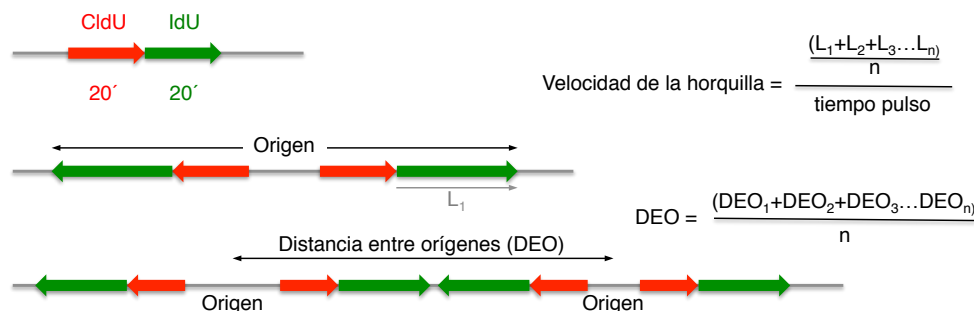 CldU IdU
20´ 20´
Velocidad de la horquilla = (L1+L2+L3…Ln)
n
tiempo pulso
Origen
L1
DEO = (DEO1+DEO2+DEO3…DEOn)
n
Distancia entre orígenes (DEO)
Origen Origen